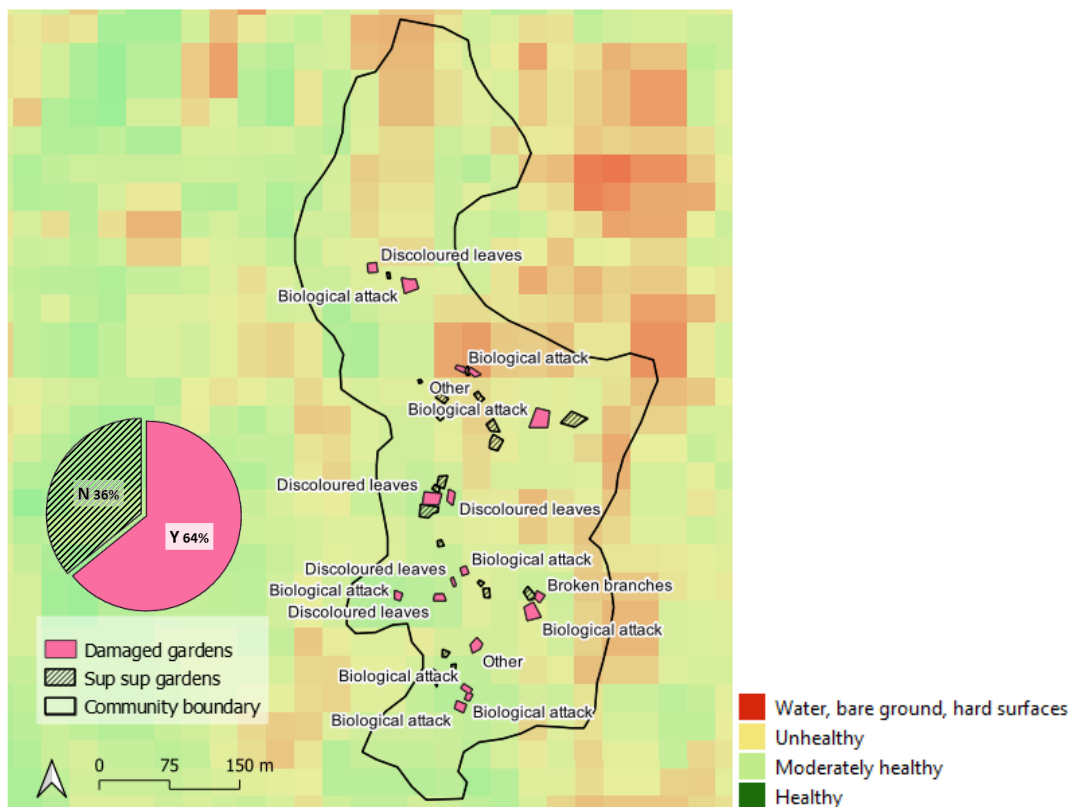 Discoloured leaves
Biological attack
Biological attack
Other
Biological attack
Discoloured leaves
Discoloured leaves
Biological attack
Discoloured leaves
Broken branches
Biological attack
Discoloured leaves
Biological attack
Other
Biological attack
Biological attack
Biological attack
N 36%
Y 64%
Damaged gardens
Sup sup gardens
Community boundary
0 75 150 m
Water, bare ground, hard surfaces
Unhealthy
Moderately healthy
Healthy